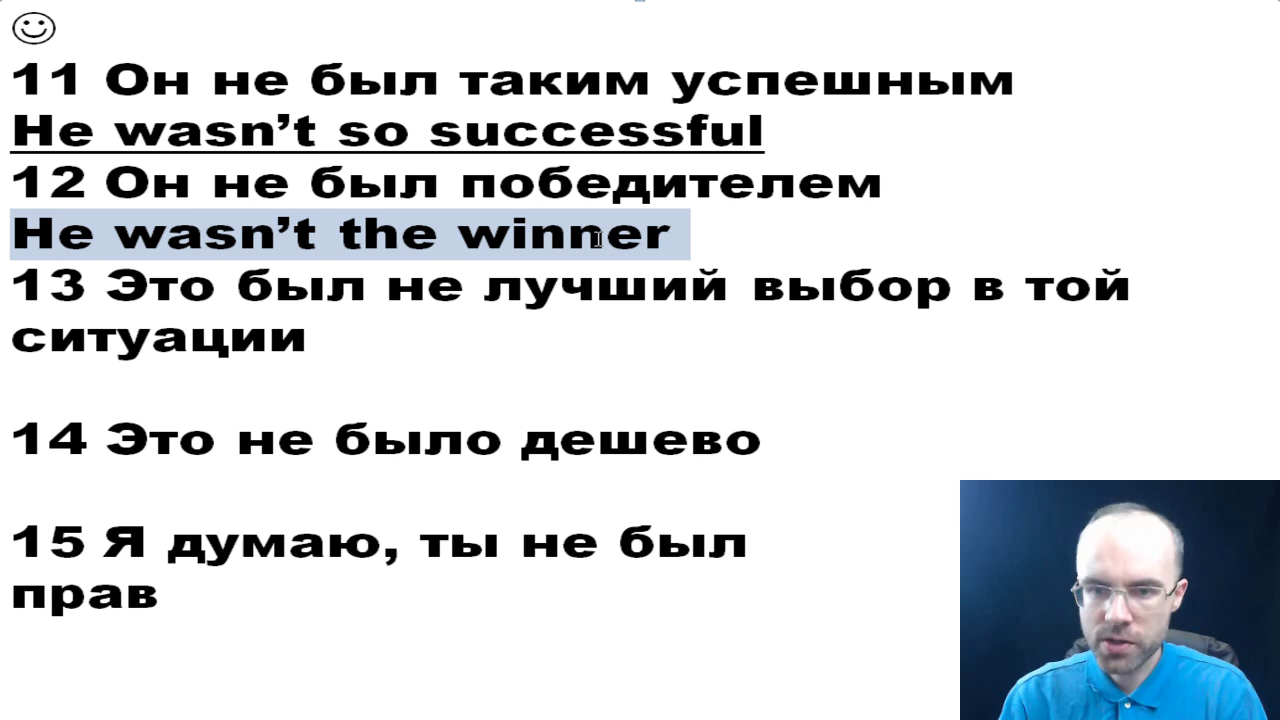 11 Он не был таким успешным
He wasn’t so successful
12 Он не был победителем
He wasn’t the winner
13 Это был не лучший выбор в той
ситуации
14 Это не было дешево
15 Я думаю, ты не был
прав